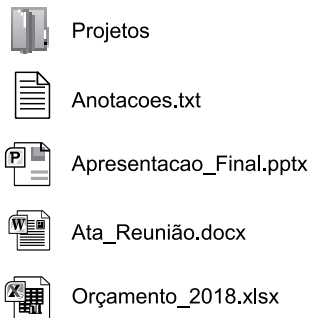 Projetos
Anotacoes.txt
Apresentacao_Final.pptx
Ata_Reunião.docx
Orçamento_2018.xlsx